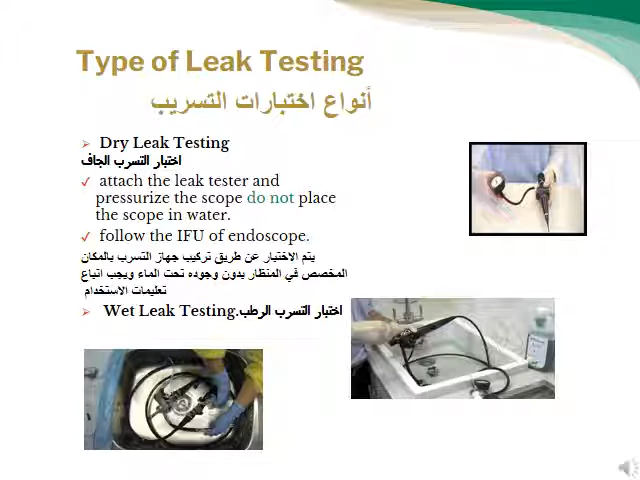 Type of Leak Testing
أنواع اختبارات التسريب
➢ Dry Leak Testing
اختبار التسرب الجاف
✓ attach the leak tester and
pressurize the scope do not place
the scope in water.
✓ follow the IFU of endoscope.
يتم الاختبار عن طريق تركيب جهاز التسرب بالمكان
المخصص في المنظار بدون وجوده تحت الماء ويجب اتباع
تعليمات الاستخدام
➢ Wet Leak Testing.اختبار التسرب الرطب